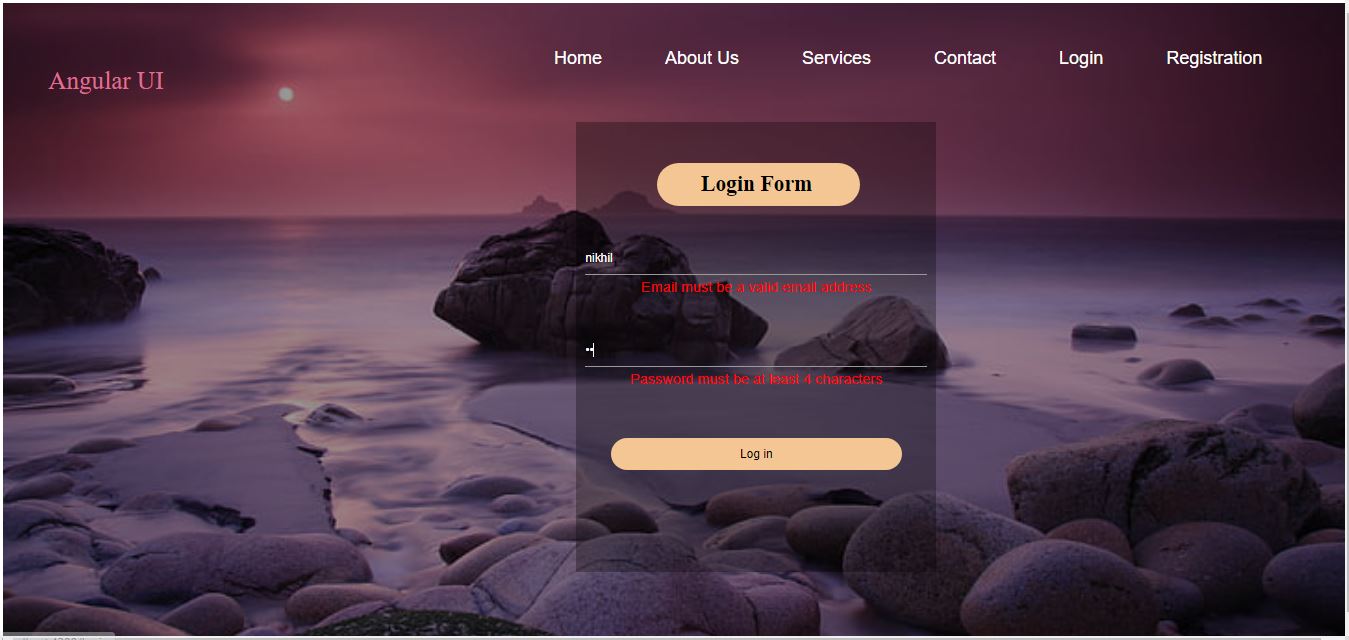 Home About Us Services Contact Login Registration
Angular UI
Login Form
nikhil
Email must be a valid email address
••
Password must be at least 4 characters
Log in